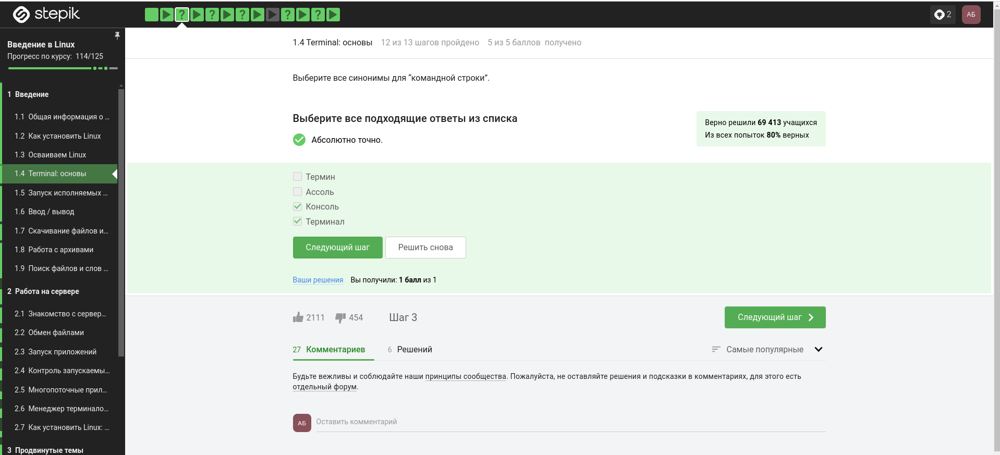 stepik
? ? ? ? ?
2
АБ
Введение в Linux
Прогресс по курсу: 114/125
1 Введение
1.1 Общая информация о ...
1.2 Как установить Linux
1.3 Осваиваем Linux
1.4 Terminal: основы
1.5 Запуск исполняемых ...
1.6 Ввод / вывод
1.7 Скачивание файлов и...
1.8 Работа с архивами
1.9 Поиск файлов и слов ...
2 Работа на сервере
2.1 Знакомство с сервер...
2.2 Обмен файлами
2.3 Запуск приложений
2.4 Контроль запускаемы...
2.5 Многопоточные прил...
2.6 Менеджер терминало...
2.7 Как установить Linux: ...
3 Продвинутые темы
1.4 Terminal: основы 12 из 13 шагов пройдено 5 из 5 баллов получено
Выберите все синонимы для “командной строки”.
Выберите все подходящие ответы из списка
Абсолютно точно.
Верно решили 69 413 учащихся
Из всех попыток 80% верных
Термин
Ассоль
Консоль
Терминал
Следующий шаг Решить снова
Ваши решения Вы получили: 1 балл из 1
2111 454 Шаг 3 Следующий шаг
27 Комментариев 6 Решений Самые популярные
Будьте вежливы и соблюдайте наши принципы сообщества. Пожалуйста, не оставляйте решения и подсказки в комментариях, для этого есть
отдельный форум.
АБ Оставить комментарий